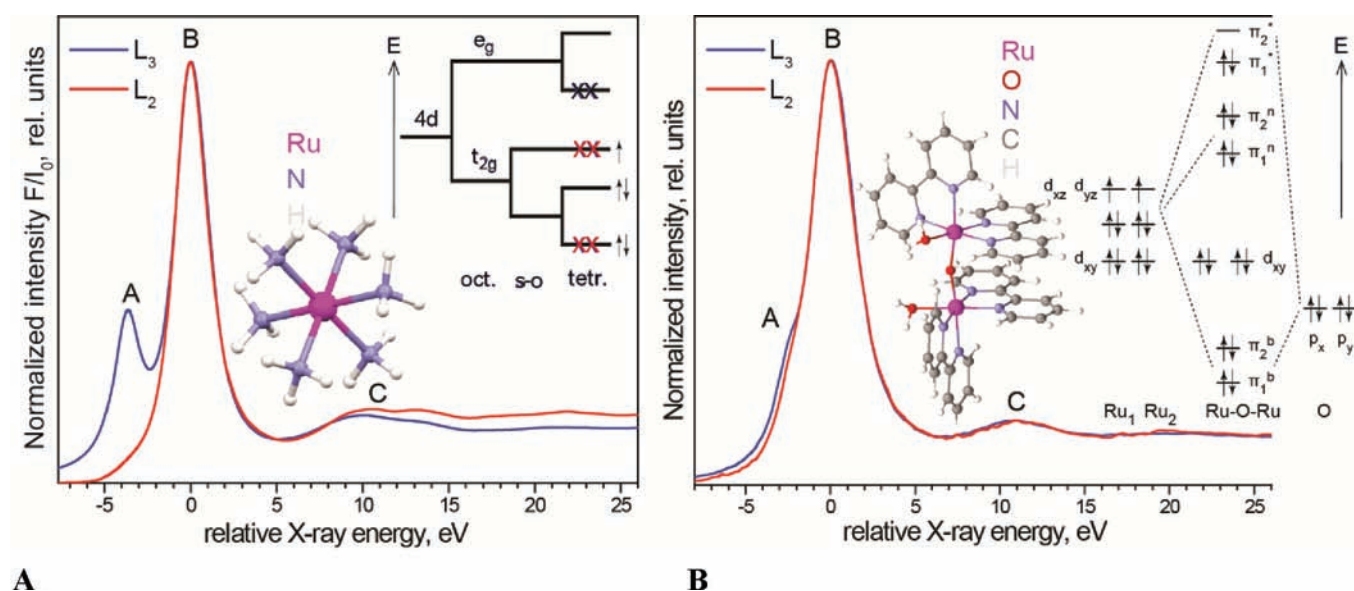 L3
L2
B
A
C
E
eg
4d
t2g
XX
XX
XX
oct. s-o tetr.
Ru
N
H
Normalized intensity F/I0, rel. units
-5 0 5 10 15 20 25
relative X-ray energy, eV
A
L3
L2
B
A
C
Ru
O
N
C
H
E
π2*
π1*
π2n
π1n
dxz dyz
dxy
dxy
px py
π2b
π1b
Ru1 Ru2 Ru-O-Ru O
Normalized intensity, rel. units
-5 0 5 10 15 20 25
relative X-ray energy, eV
B